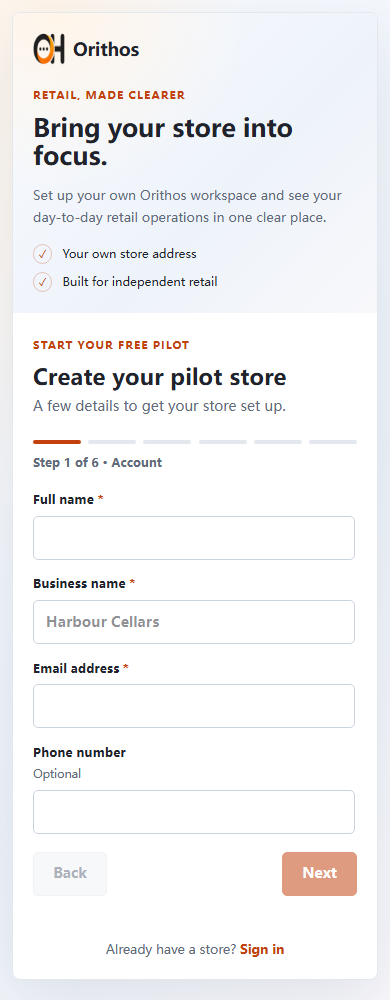 OH Orithos
RETAIL, MADE CLEARER
Bring your store into
focus.
Set up your own Orithos workspace and see your
day-to-day retail operations in one clear place.
✓ Your own store address
✓ Built for independent retail
START YOUR FREE PILOT
Create your pilot store
A few details to get your store set up.
Step 1 of 6 • Account
Full name *
Business name *
Harbour Cellars
Email address *
Phone number
Optional
Back
Next
Already have a store? Sign in